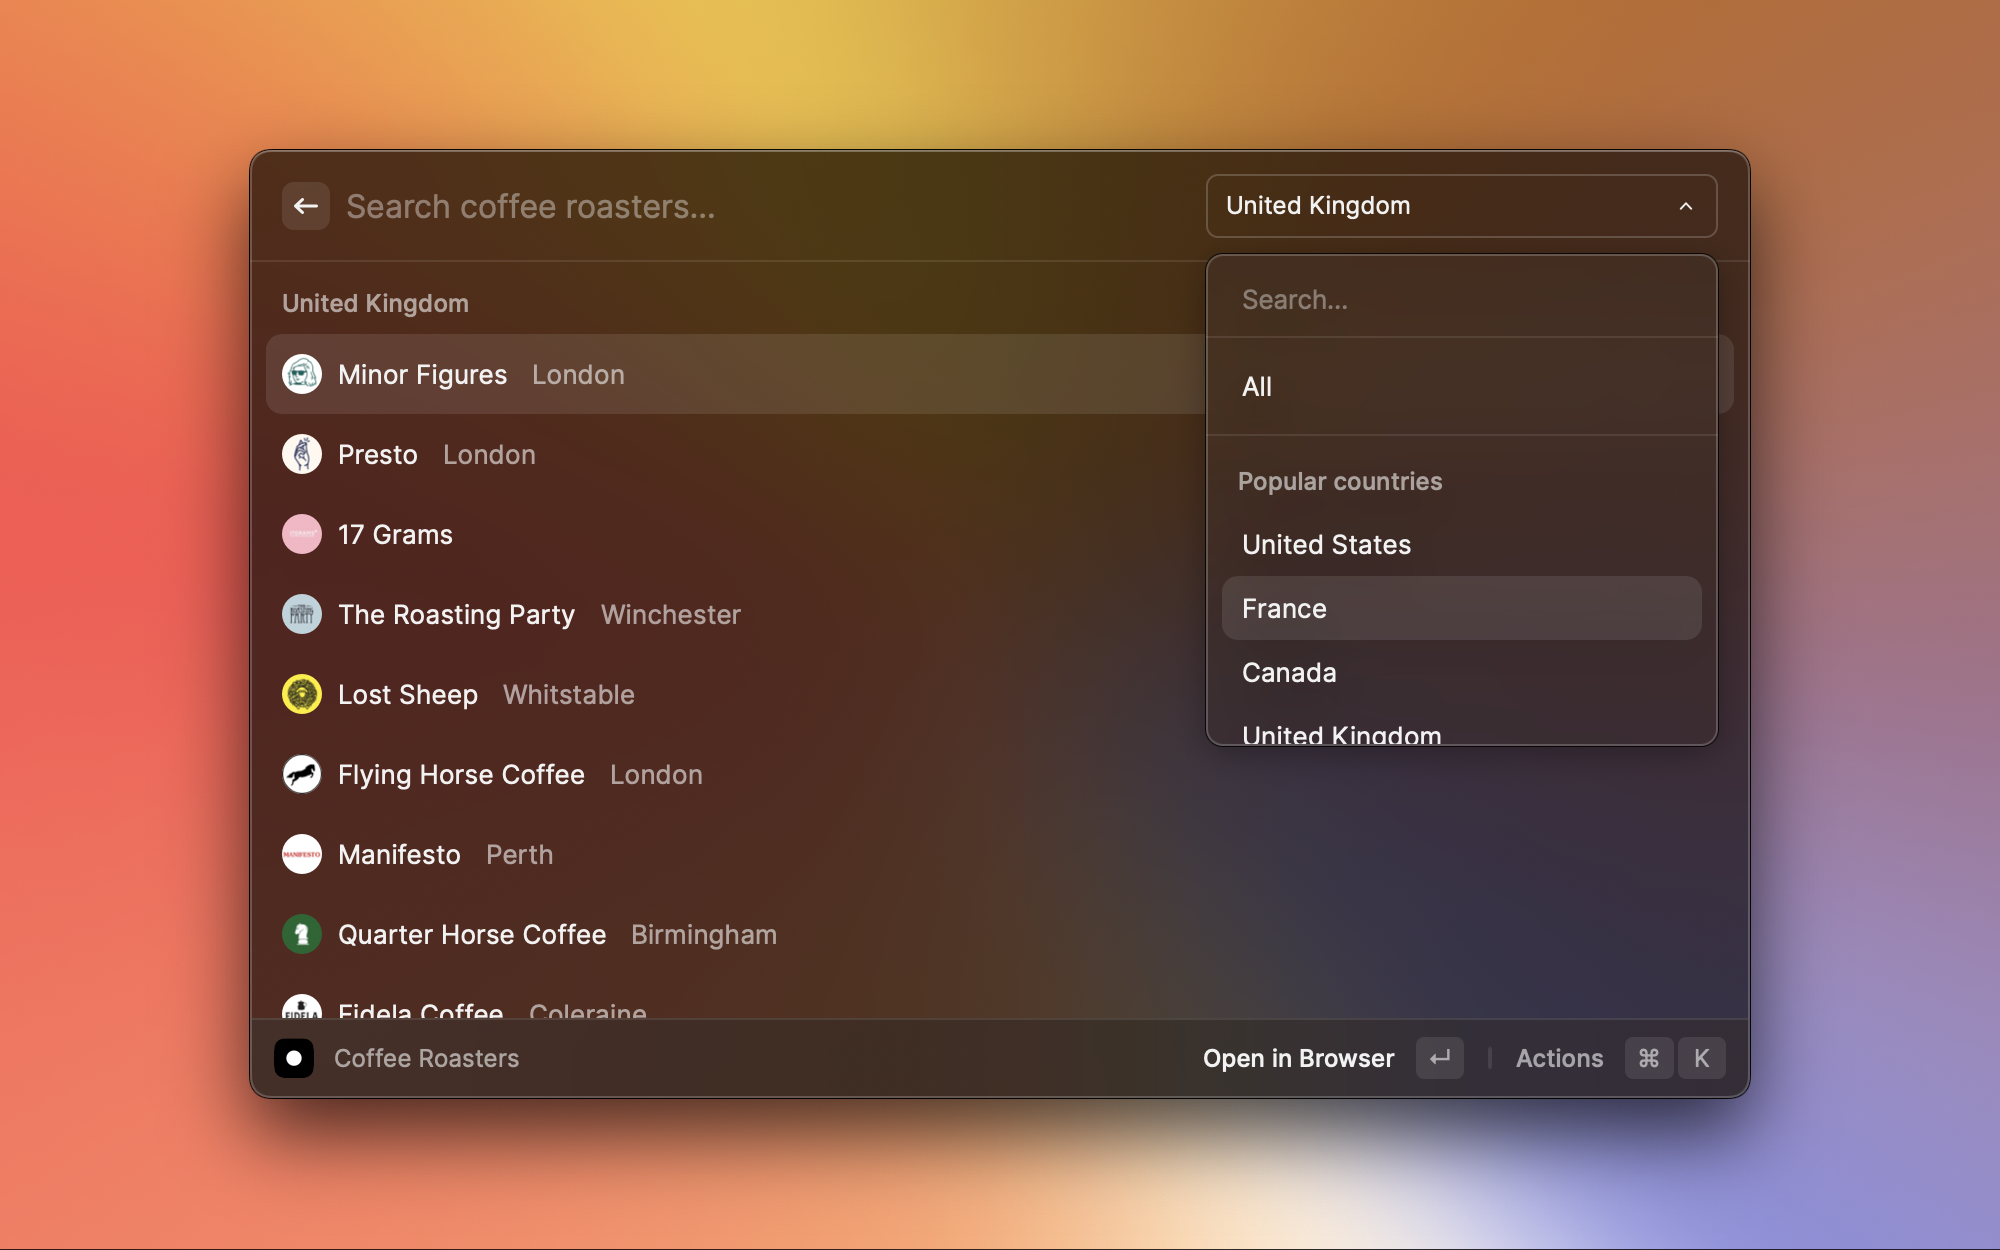 Search coffee roasters...
United Kingdom
United Kingdom
Minor Figures London
Presto London
17 Grams
The Roasting Party Winchester
Lost Sheep Whitstable
Flying Horse Coffee London
MANIFESTO
Manifesto Perth
Quarter Horse Coffee Birmingham
FIDELA
Fidela Coffee Coleraine
Search...
All
Popular countries
United States
France
Canada
United Kingdom
Coffee Roasters
Open in Browser
Actions ⌘ K